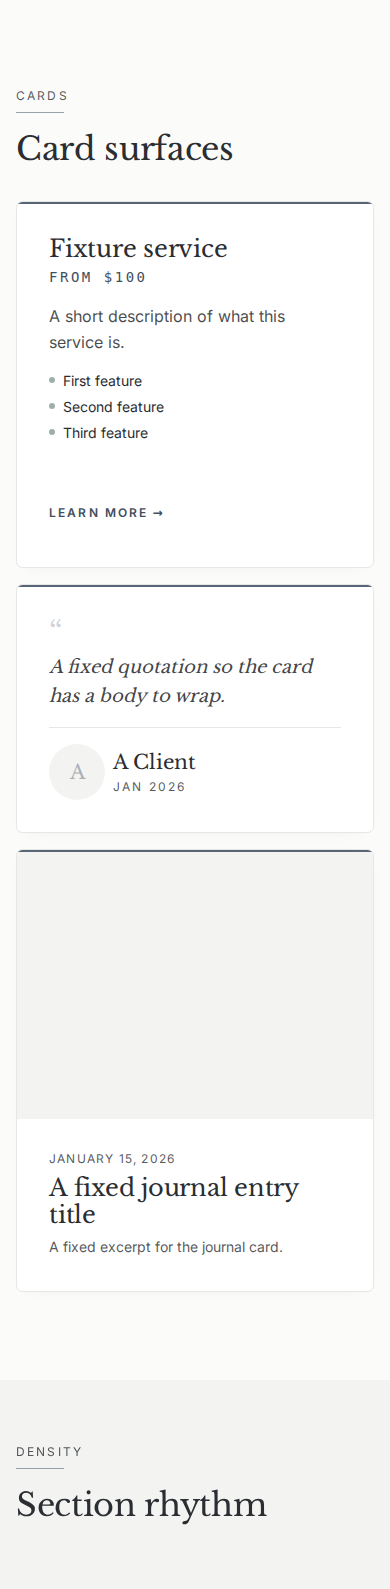 CARDS
Card surfaces
Fixture service
FROM $100
A short description of what this
service is.
First feature
Second feature
Third feature
LEARN MORE →
“
A fixed quotation so the card
has a body to wrap.
A
A Client
JAN 2026
JANUARY 15, 2026
A fixed journal entry
title
A fixed excerpt for the journal card.
DENSITY
Section rhythm